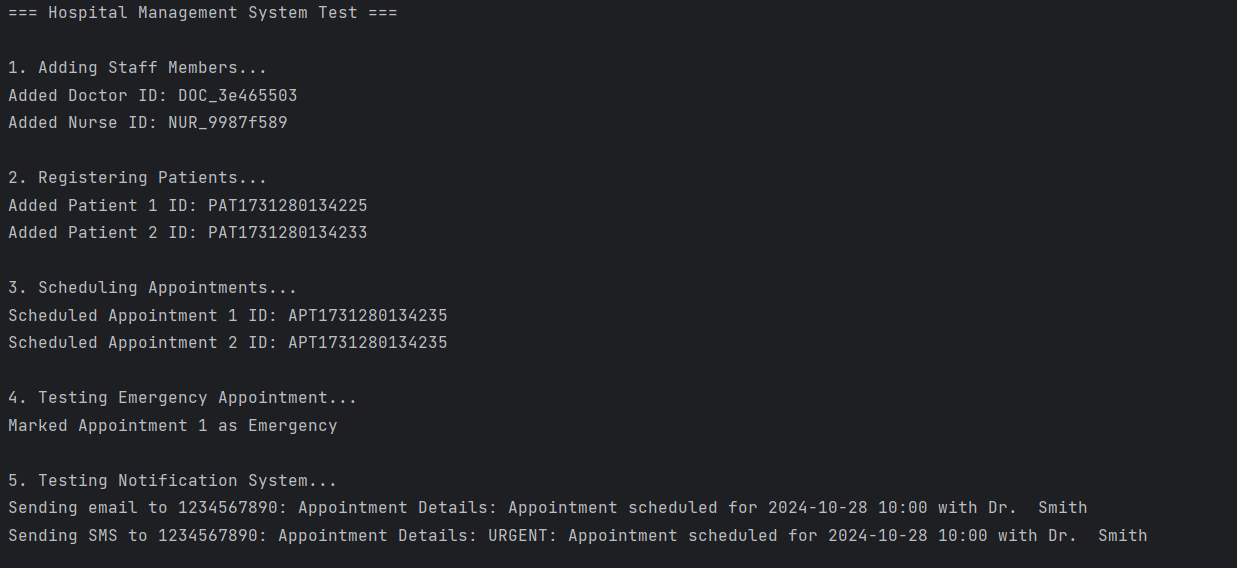 === Hospital Management System Test ===
1. Adding Staff Members...
Added Doctor ID: DOC_3e465503
Added Nurse ID: NUR_9987f589
2. Registering Patients...
Added Patient 1 ID: PAT1731280134225
Added Patient 2 ID: PAT1731280134233
3. Scheduling Appointments...
Scheduled Appointment 1 ID: APT1731280134235
Scheduled Appointment 2 ID: APT1731280134235
4. Testing Emergency Appointment...
Marked Appointment 1 as Emergency
5. Testing Notification System...
Sending email to 1234567890: Appointment Details: Appointment scheduled for 2024-10-28 10:00 with Dr.  Smith
Sending SMS to 1234567890: Appointment Details: URGENT: Appointment scheduled for 2024-10-28 10:00 with Dr.  Smith